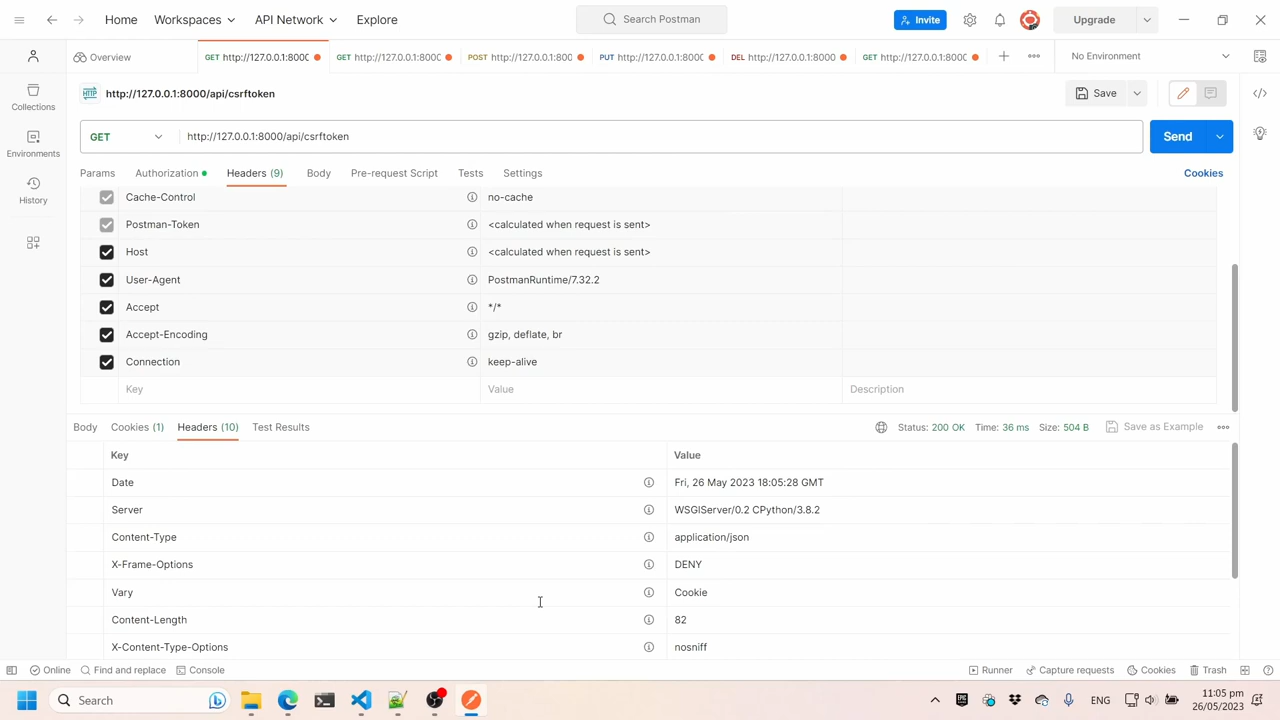 Home Workspaces API Network Explore Search Postman Invite Upgrade
Overview GET http://127.0.0.1:800C GET http://127.0.0.1:800C POST http://127.0.0.1:800C PUT http://127.0.0.1:800C DEL http://127.0.0.1:800C GET http://127.0.0.1:800C No Environment
HTTP http://127.0.0.1:8000/api/csrftoken Save
Collections
GET http://127.0.0.1:8000/api/csrftoken Send
Environments
Params Authorization Headers (9) Body Pre-request Script Tests Settings Cookies
History
Cache-Control no-cache
Postman-Token <calculated when request is sent>
Host <calculated when request is sent>
User-Agent PostmanRuntime/7.32.2
Accept */*
Accept-Encoding gzip, deflate, br
Connection keep-alive
Key Value Description
Body Cookies (1) Headers (10) Test Results Status: 200 OK Time: 36 ms Size: 504 B Save as Example
Key Value
Date Fri, 26 May 2023 18:05:28 GMT
Server WSGIServer/0.2 CPython/3.8.2
Content-Type application/json
X-Frame-Options DENY
Vary Cookie
Content-Length 82
X-Content-Type-Options nosniff
Online Find and replace Console Runner Capture requests Cookies Trash
Search ENG 11:05 pm
26/05/2023